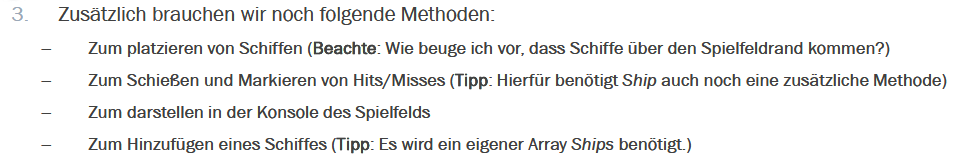 3. Zusätzlich brauchen wir noch folgende Methoden:
– Zum platzieren von Schiffen (Beachte: Wie beuge ich vor, dass Schiffe über den Spielfeldrand kommen?)
– Zum Schießen und Markieren von Hits/Misses (Tipp: Hierfür benötigt Ship auch noch eine zusätzliche Methode)
– Zum darstellen in der Konsole des Spielfelds
– Zum Hinzufügen eines Schiffes (Tipp: Es wird ein eigener Array Ships benötigt.)